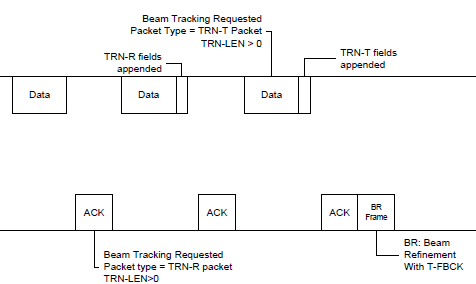 Beam Tracking Requested
Packet Type = TRN-T Packet
TRN-LEN > 0
TRN-R fields
appended
TRN-T fields
appended
Data
Data
Data
ACK
ACK
ACK
BR
Frame
Beam Tracking Requested
Packet type = TRN-R packet
TRN-LEN>0
BR: Beam
Refinement
With T-FBCK